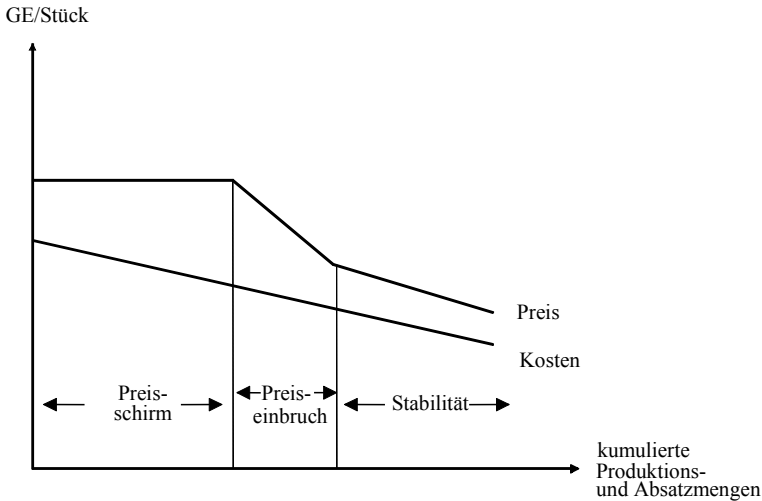 GE/Stück
Preis
Kosten
Preis-
schirm
Preis-
einbruch
Stabilität
kumulierte
Produktions-
und Absatzmengen